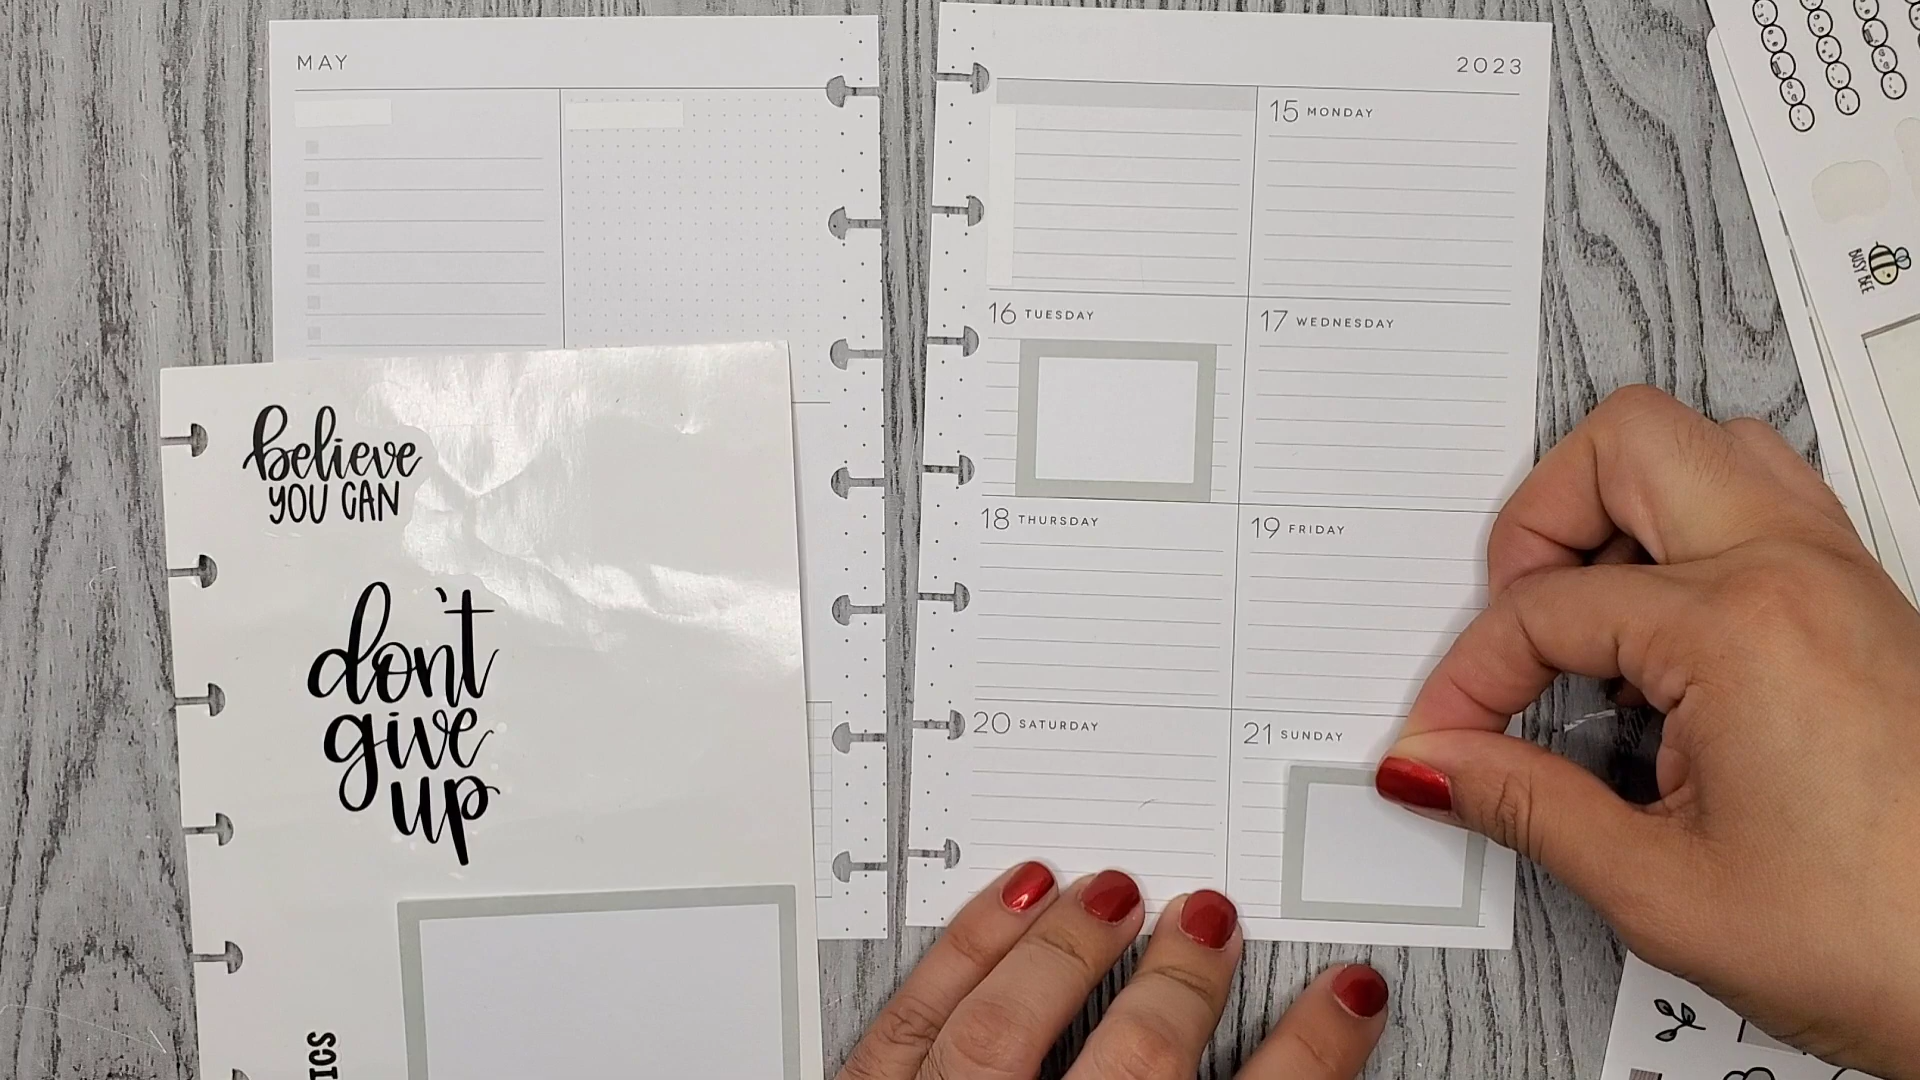 MAY
2023
15 MONDAY
16 TUESDAY
17 WEDNESDAY
18 THURSDAY
19 FRIDAY
20 SATURDAY
21 SUNDAY
believe
YOU CAN
don't
give
up
TICS
BUSY BEE